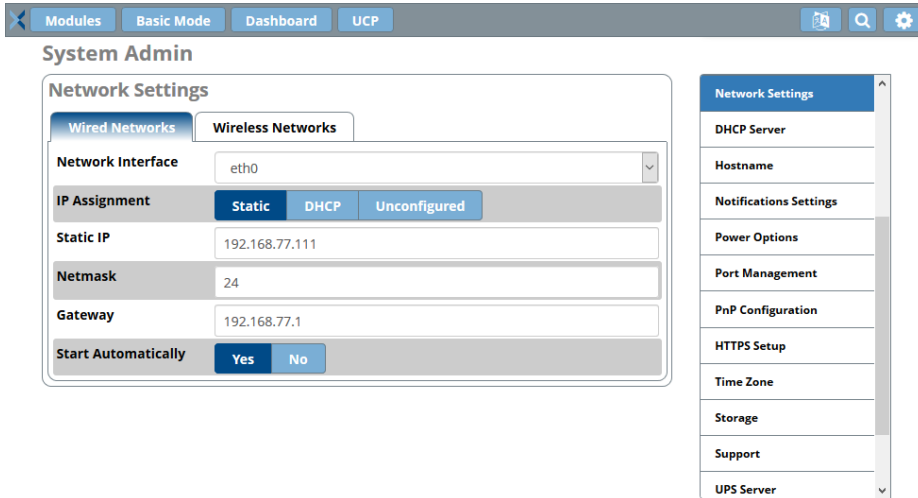 Modules Basic Mode Dashboard UCP
System Admin
Network Settings
Wired Networks Wireless Networks
Network Interface eth0
IP Assignment Static DHCP Unconfigured
Static IP 192.168.77.111
Netmask 24
Gateway 192.168.77.1
Start Automatically Yes No
Network Settings
DHCP Server
Hostname
Notifications Settings
Power Options
Port Management
PnP Configuration
HTTPS Setup
Time Zone
Storage
Support
UPS Server